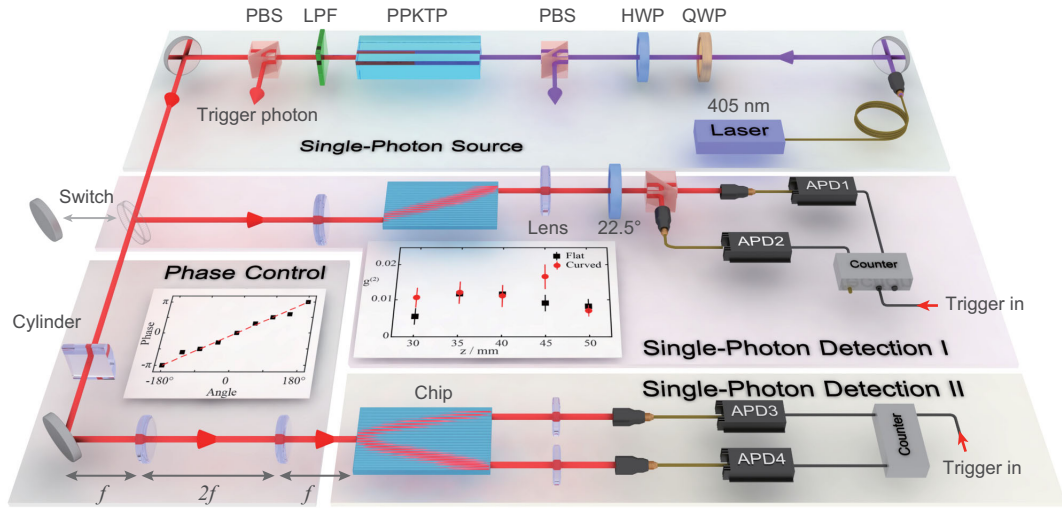 PBS LPF PPKTP PBS HWP QWP
Trigger photon
405 nm
Laser
Single-Photon Source
Switch
Lens
22.5°
APD1
APD2
Counter
Trigger in
Phase Control
Cylinder
Phase
π
0
-π
-180° 0 180°
Angle
g(2)
0.02
0.01
0
Flat
Curved
30 35 40 45 50
z / mm
Single-Photon Detection I
Single-Photon Detection II
Chip
APD3
APD4
Counter
Trigger in
f 2f f